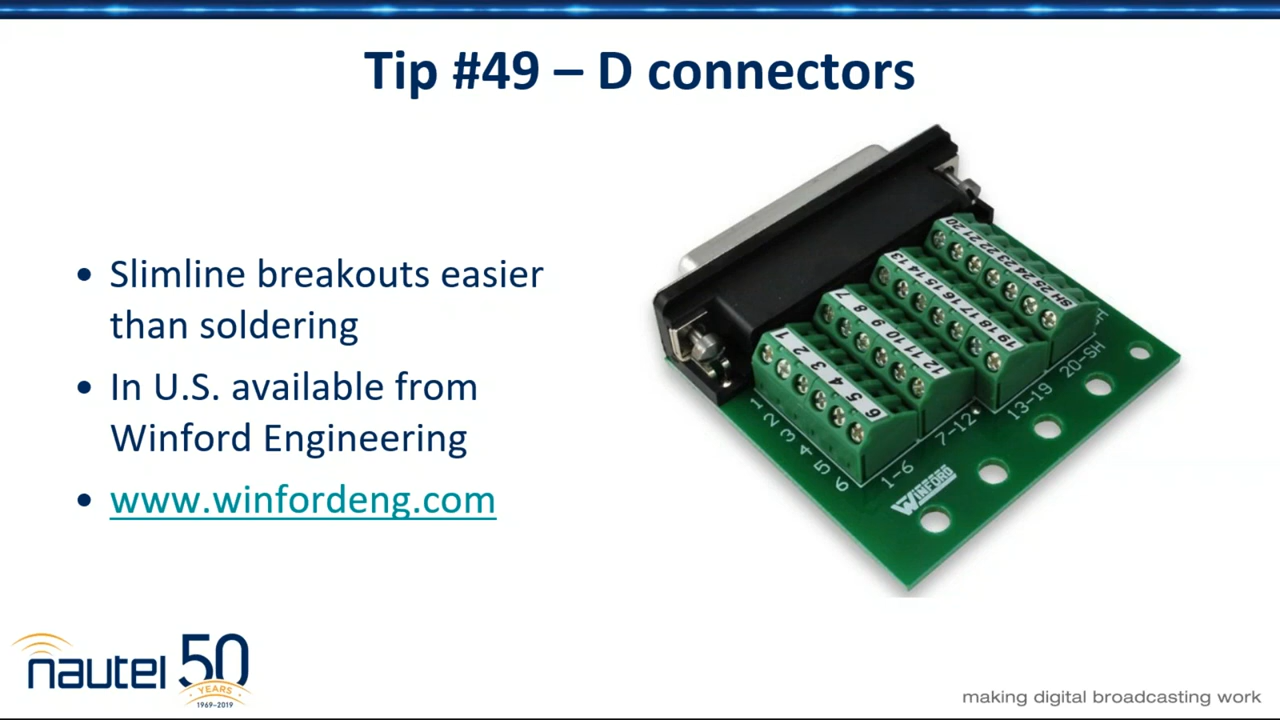 Tip #49 – D connectors
• Slimline breakouts easier
than soldering
• In U.S. available from
Winford Engineering
• www.winfordeng.com
1 2 3 4 5 6
7 8 9 10 11 12
13 14 15 16 17 18 19
20 21 22 23 24 25 SH
1
2
3
4
5
6
1-6
7-12
13-19
20-SH
WINFORD
nautel 50
YEARS
1969–2019
making digital broadcasting work